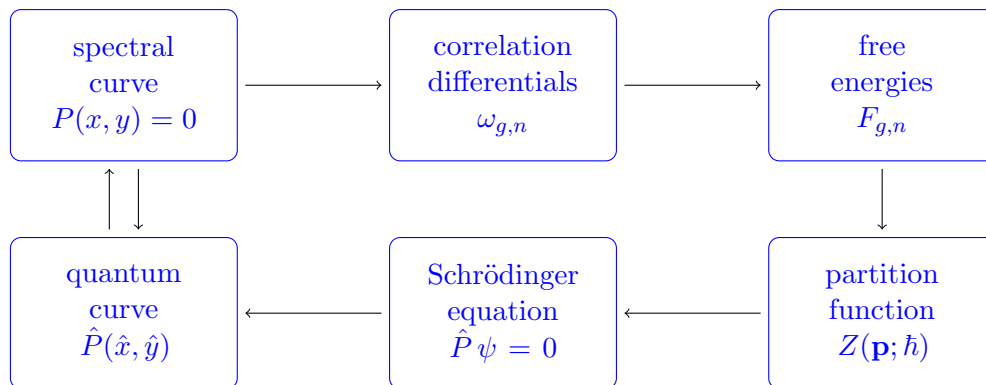 spectral
curve
P(x, y) = 0
correlation
differentials
ω_{g,n}
free
energies
F_{g,n}
quantum
curve
P̂(x̂, ŷ)
Schrödinger
equation
P̂ ψ = 0
partition
function
Z(𝐩; ℏ)